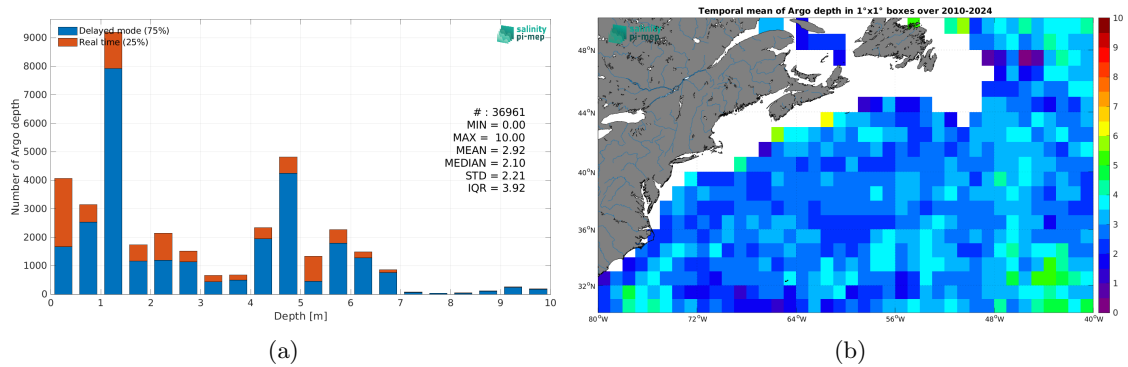 Delayed mode (75%)
Real time (25%)
salinity
pi-mep
# : 36961
MIN = 0.00
MAX = 10.00
MEAN = 2.92
MEDIAN = 2.10
STD = 2.21
IQR = 3.92
Number of Argo depth
9000
8000
7000
6000
5000
4000
3000
2000
1000
0
0 1 2 3 4 5 6 7 8 9 10
Depth [m]
(a)
Temporal mean of Argo depth in 1°x1° boxes over 2010-2024
salinity
pi-mep
48°N
44°N
40°N
36°N
32°N
80°W 72°W 64°W 56°W 48°W 40°W
10
9
8
7
6
5
4
3
2
1
0
(b)